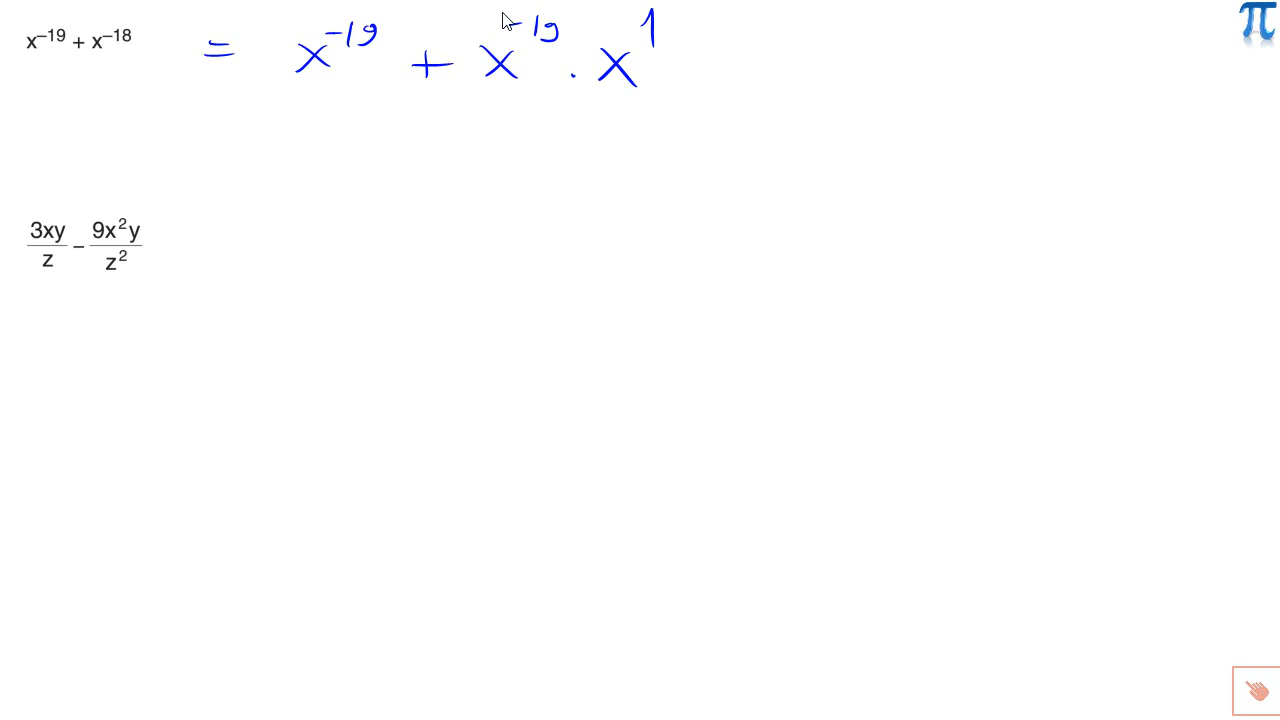 x⁻¹⁹ + x⁻¹⁸ = x⁻¹⁹ + x⁻¹⁹ · x¹
3xy/z − 9x²y/z²
π